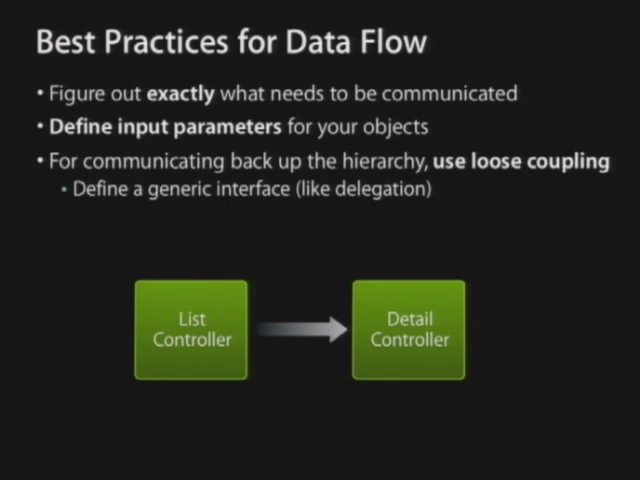 Best Practices for Data Flow
• Figure out exactly what needs to be communicated
• Define input parameters for your objects
• For communicating back up the hierarchy, use loose coupling
▪ Define a generic interface (like delegation)
List
Controller
Detail
Controller